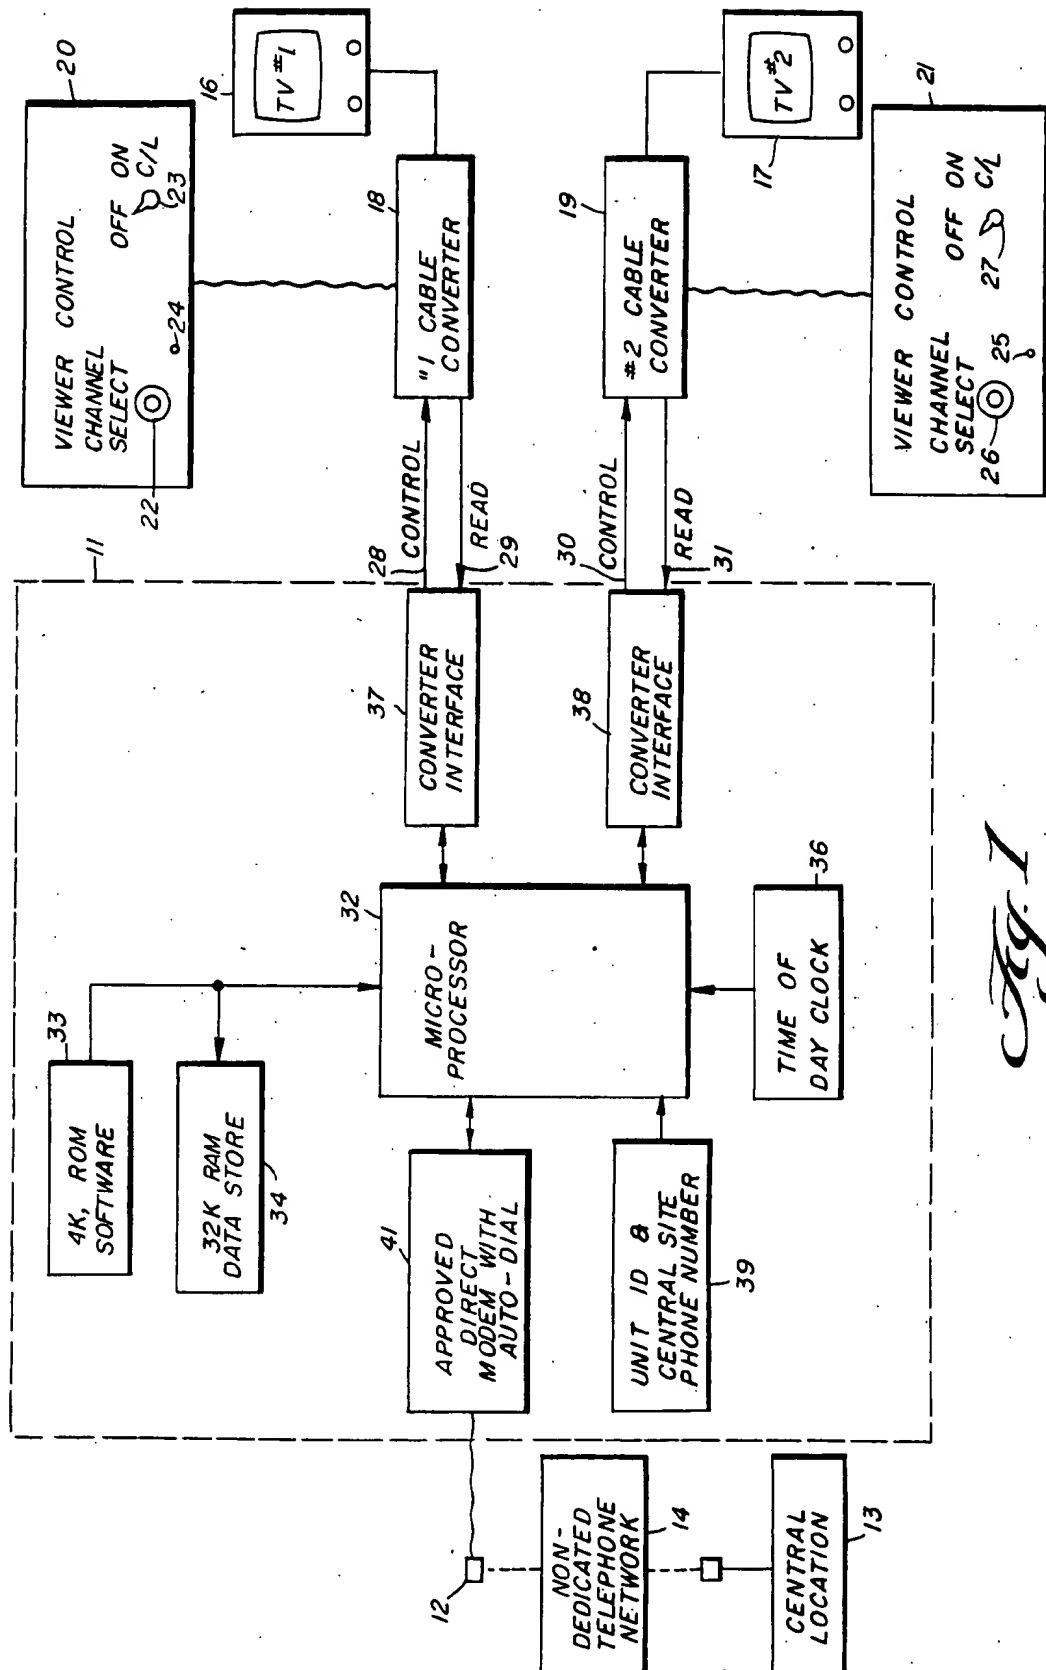 20
VIEWER CONTROL
CHANNEL
SELECT
OFF ON
C/L
22
24
23
16
TV #1
18
"1 CABLE
CONVERTER
11
28
CONTROL
READ
29
37
CONVERTER
INTERFACE
33
4K, ROM
SOFTWARE
32K RAM
DATA STORE
34
32
MICRO-
PROCESSOR
41
APPROVED
DIRECT
MODEM WITH
AUTO-DIAL
12
NON-
DEDICATED
TELEPHONE
NETWORK
14
CENTRAL
LOCATION
13
UNIT ID &
CENTRAL SITE
PHONE NUMBER
39
TIME OF
DAY CLOCK
36
38
CONVERTER
INTERFACE
30
CONTROL
READ
31
19
#2 CABLE
CONVERTER
TV #2
17
21
VIEWER CONTROL
CHANNEL
SELECT
OFF ON
C/L
26
25
27
Fig. 1